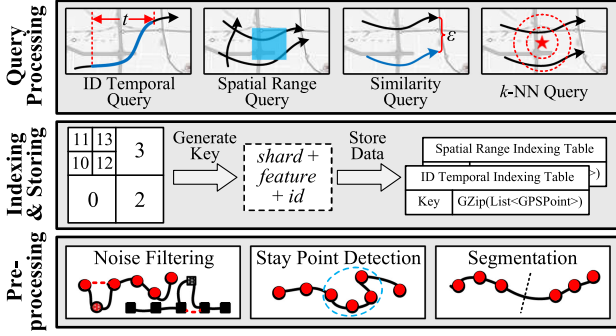 Query
Processing
t
ε
ID Temporal
Query
Spatial Range
Query
Similarity
Query
k-NN Query
Indexing
& Storing
11 13
10 12
3
0
2
Generate
Key
shard +
feature
+ id
Store
Data
Spatial Range Indexing Table
>)
ID Temporal Indexing Table
Key GZip(List<GPSPoint>)
Pre-
processing
Noise Filtering
Stay Point Detection
Segmentation